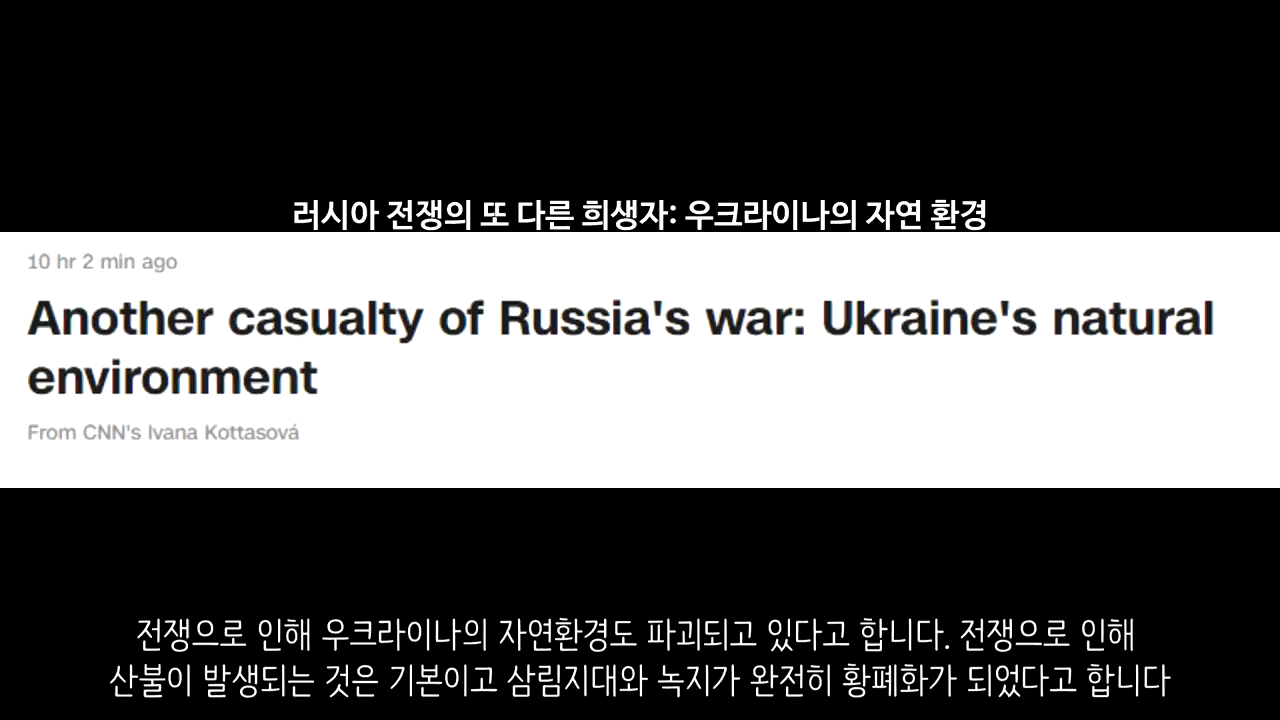 러시아 전쟁의 또 다른 희생자: 우크라이나의 자연 환경
10 hr 2 min ago
Another casualty of Russia's war: Ukraine's natural
environment
From CNN's Ivana Kottasová
전쟁으로 인해 우크라이나의 자연환경도 파괴되고 있다고 합니다. 전쟁으로 인해
산불이 발생되는 것은 기본이고 삼림지대와 녹지가 완전히 황폐화가 되었다고 합니다